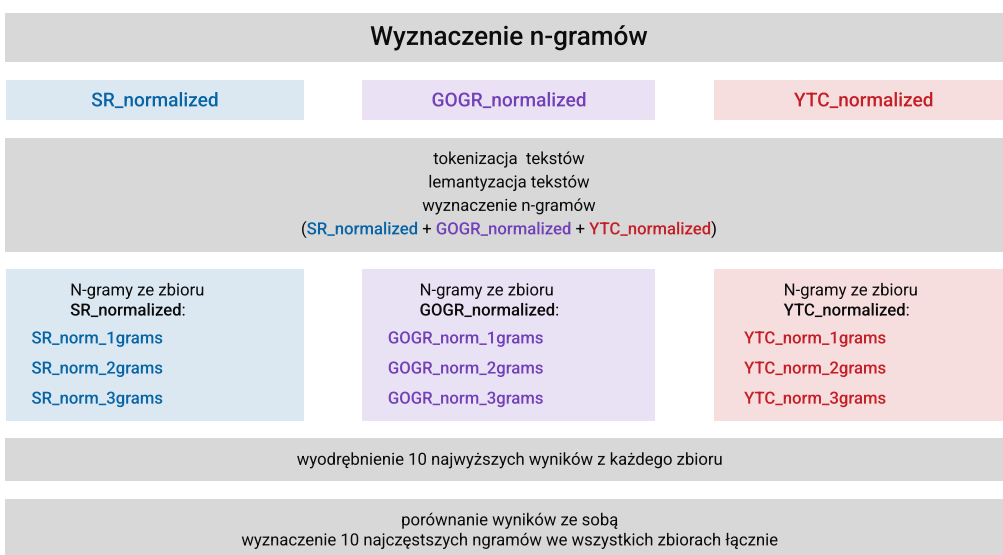 Wyznaczenie n-gramów
SR_normalized
GOGR_normalized
YTC_normalized
tokenizacja tekstów
lemantyzacja tekstów
wyznaczenie n-gramów
(SR_normalized + GOGR_normalized + YTC_normalized)
N-gramy ze zbioru
SR_normalized:
SR_norm_1grams
SR_norm_2grams
SR_norm_3grams
N-gramy ze zbioru
GOGR_normalized:
GOGR_norm_1grams
GOGR_norm_2grams
GOGR_norm_3grams
N-gramy ze zbioru
YTC_normalized:
YTC_norm_1grams
YTC_norm_2grams
YTC_norm_3grams
wyodrębnienie 10 najwyższych wyników z każdego zbioru
porównanie wyników ze sobą
wyznaczenie 10 najczęstszych ngramów we wszystkich zbiorach łącznie